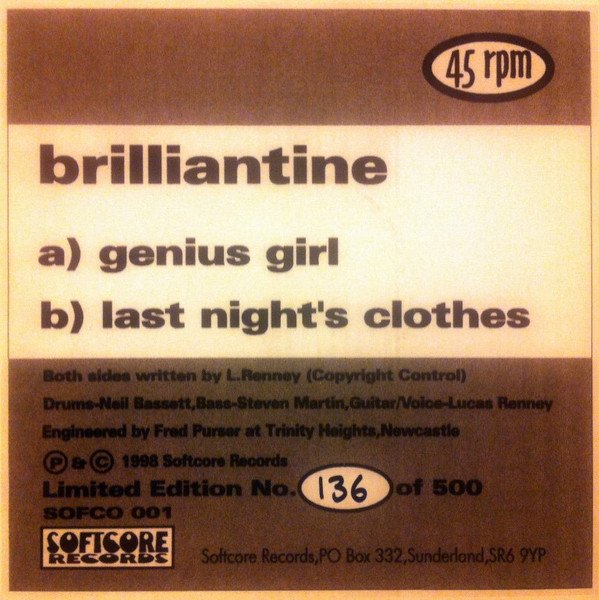 45 rpm
brilliantine
a) genius girl
b) last night's clothes
Both sides written by L.Renney (Copyright Control)
Drums-Neil Bassett,Bass-Steven Martin,Guitar/Voice-Lucas Renney
Engineered by Fred Purser at Trinity Heights,Newcastle
Ⓟ & © 1998 Softcore Records
Limited Edition No. 136 of 500
SOFCO 001
SOFTCORE
RECORDS
Softcore Records,PO Box 332,Sunderland,SR6 9YP